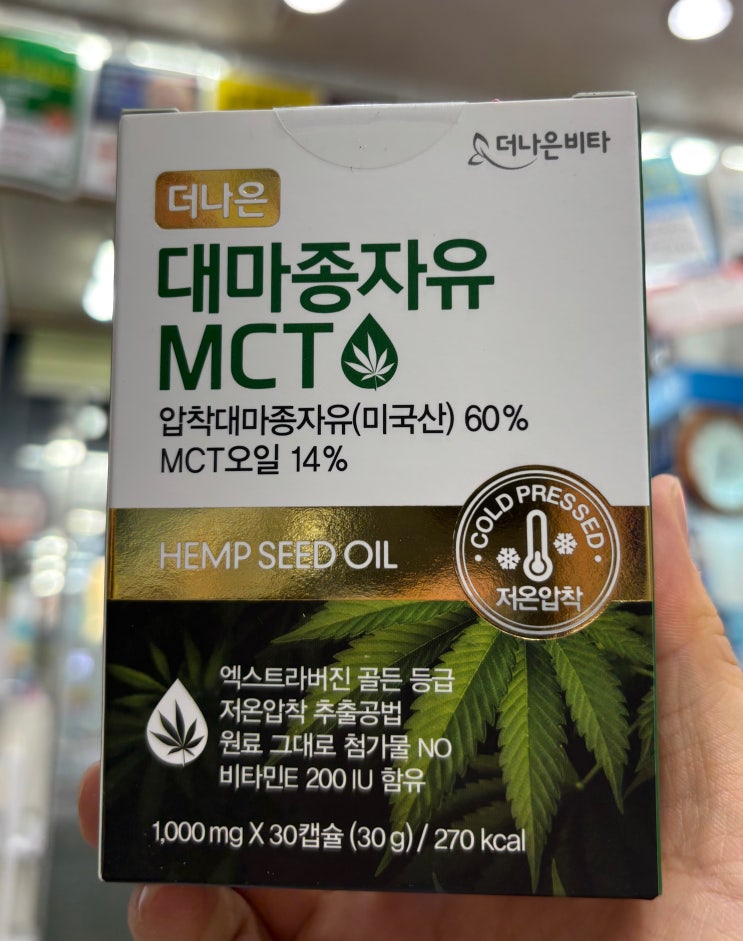 더나은비타
더나은
대마종자유
MCT
압착대마종자유(미국산) 60%
MCT오일 14%
HEMP SEED OIL
COLD PRESSED
저온압착
엑스트라버진 골든 등급
저온압착 추출공법
원료 그대로 첨가물 NO
비타민E 200 IU 함유
1,000 mg X 30캡슐 (30 g) / 270 kcal